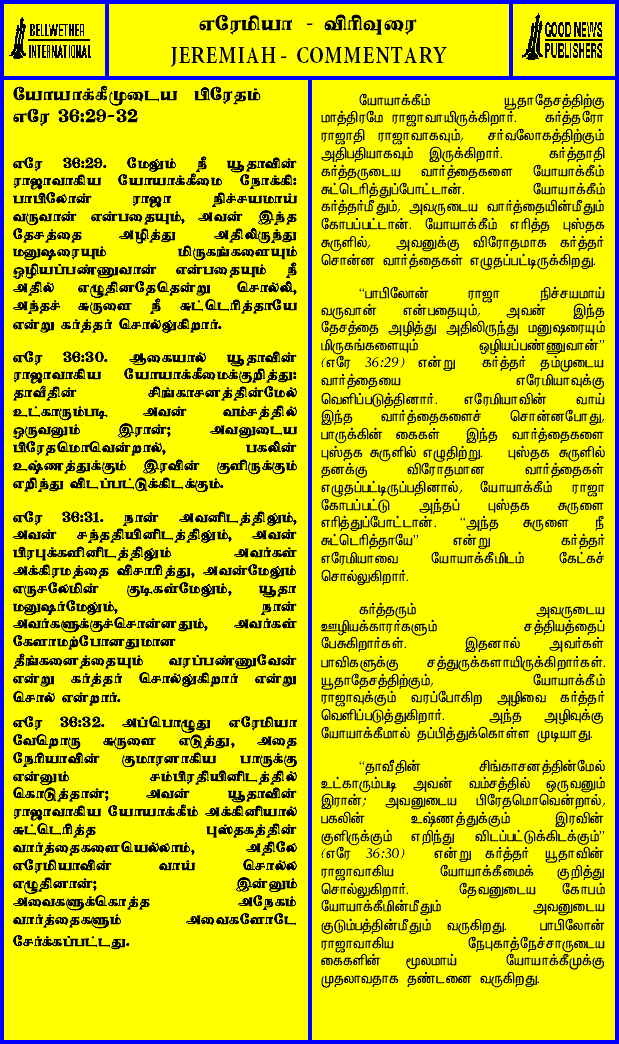 BELLWETHER
INTERNATIONAL
எரேமியா - விரிவுரை
JEREMIAH - COMMENTARY
GOOD NEWS
PUBLISHERS
யோயாக்கீமுடைய பிரேதம்
எரே 36:29-32
எரே 36:29. மேலும் நீ யூதாவின்
ராஜாவாகிய யோயாக்கீமை நோக்கி:
பாபிலோன் ராஜா நிச்சயமாய்
வருவான் என்பதையும், அவன் இந்த
தேசத்தை அழித்து அதிலிருந்து
மனுஷரையும் மிருகங்களையும்
ஒழியப்பண்ணுவான் என்பதையும் நீ
அதில் எழுதினதேதென்று சொல்லி,
அந்தச் சுருளை நீ சுட்டெரித்தாயே
என்று கர்த்தர் சொல்லுகிறார்.
எரே 36:30. ஆகையால் யூதாவின்
ராஜாவாகிய யோயாக்கீமைக்குறித்து:
தாவீதின் சிங்காசனத்தின்மேல்
உட்காரும்படி அவன் வம்சத்தில்
ஒருவனும் இரான்; அவனுடைய
பிரேதமொவென்றால், பகலின்
உஷ்ணத்துக்கும் இரவின் குளிருக்கும்
எறிந்து விடப்பட்டுக்கிடக்கும்.
எரே 36:31. நான் அவனிடத்திலும்,
அவன் சந்ததியினிடத்திலும், அவன்
பிரபுக்களினிடத்திலும் அவர்கள்
அக்கிரமத்தை விசாரித்து, அவன்மேலும்
எருசலேமின் குடிகள்மேலும், யூதா
மனுஷர்மேலும், நான்
அவர்களுக்குச்சொன்னதும், அவர்கள்
கேளாமற்போனதுமான
தீங்கனைத்தையும் வரப்பண்ணுவேன்
என்று கர்த்தர் சொல்லுகிறார் என்று
சொல் என்றார்.
எரே 36:32. அப்பொழுது எரேமியா
வேறொரு சுருளை எடுத்து, அதை
நேரியாவின் குமாரனாகிய பாருக்கு
என்னும் சம்பிரதியினிடத்தில்
கொடுத்தான்; அவன் யூதாவின்
ராஜாவாகிய யோயாக்கீம் அக்கினியால்
சுட்டெரித்த புஸ்தகத்தின்
வார்த்தைகளையெல்லாம், அதிலே
எரேமியாவின் வாய் சொல்ல
எழுதினான்; இன்னும்
அவைகளுக்கொத்த அநேகம்
வார்த்தைகளும் அவைகளோடே
சேர்க்கப்பட்டது.
யோயாக்கீம் யூதாதேசத்திற்கு
மாத்திரமே ராஜாவாயிருக்கிறார். கர்த்தரோ
ராஜாதி ராஜாவாகவும், சர்வலோகத்திற்கும்
அதிபதியாகவும் இருக்கிறார். கர்த்தாதி
கர்த்தருடைய வார்த்தைகளை யோயாக்கீம்
சுட்டெரித்துப்போட்டான். யோயாக்கீம்
கர்த்தர்மீதும், அவருடைய வார்த்தையின்மீதும்
கோபப்பட்டான். யோயாக்கீம் எரித்த புஸ்தக
சுருளில், அவனுக்கு விரோதமாக கர்த்தர்
சொன்ன வார்த்தைகள் எழுதப்பட்டிருக்கிறது.
“பாபிலோன் ராஜா நிச்சயமாய்
வருவான் என்பதையும், அவன் இந்த
தேசத்தை அழித்து அதிலிருந்து மனுஷரையும்
மிருகங்களையும் ஒழியப்பண்ணுவான்”
(எரே 36:29) என்று கர்த்தர் தம்முடைய
வார்த்தையை எரேமியாவுக்கு
வெளிப்படுத்தினார். எரேமியாவின் வாய்
இந்த வார்த்தைகளைச் சொன்னபோது,
பாருக்கின் கைகள் இந்த வார்த்தைகளை
புஸ்தக சுருளில் எழுதிற்று. புஸ்தக சுருளில்
தனக்கு விரோதமான வார்த்தைகள்
எழுதப்பட்டிருப்பதினால், யோயாக்கீம் ராஜா
கோபப்பட்டு அந்தப் புஸ்தக சுருளை
எரித்துப்போட்டான். “அந்த சுருளை நீ
சுட்டெரித்தாயே” என்று கர்த்தர்
எரேமியாவை யோயாக்கீமிடம் கேட்கச்
சொல்லுகிறார்.
கர்த்தரும் அவருடைய
ஊழியக்காரர்களும் சத்தியத்தைப்
பேசுகிறார்கள். இதனால் அவர்கள்
பாவிகளுக்கு சத்துருக்களாயிருக்கிறார்கள்.
யூதாதேசத்திற்கும், யோயாக்கீம்
ராஜாவுக்கும் வரப்போகிற அழிவை கர்த்தர்
வெளிப்படுத்துகிறார். அந்த அழிவுக்கு
யோயாக்கீமால் தப்பித்துக்கொள்ள முடியாது.
“தாவீதின் சிங்காசனத்தின்மேல்
உட்காரும்படி அவன் வம்சத்தில் ஒருவனும்
இரான்; அவனுடைய பிரேதமொவென்றால்,
பகலின் உஷ்ணத்துக்கும் இரவின்
குளிருக்கும் எறிந்து விடப்பட்டுக்கிடக்கும்”
(எரே 36:30) என்று கர்த்தர் யூதாவின்
ராஜாவாகிய யோயாக்கீமைக் குறித்து
சொல்லுகிறார். தேவனுடைய கோபம்
யோயாக்கீமின்மீதும் அவனுடைய
குடும்பத்தின்மீதும் வருகிறது. பாபிலோன்
ராஜாவாகிய நேபுகாத்நேச்சாருடைய
கைகளின் மூலமாய் யோயாக்கீமுக்கு
முதலாவதாக தண்டனை வருகிறது.